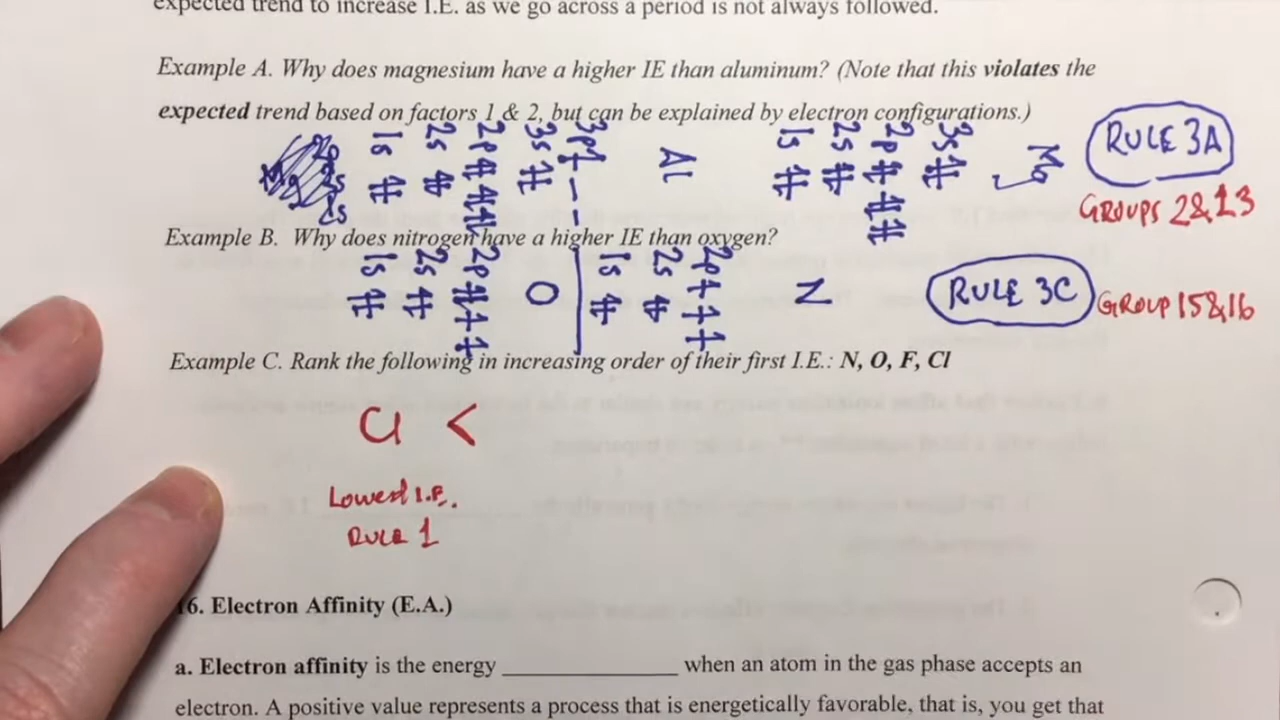 expected trend to increase I.E. as we go across a period is not always followed.
Example A. Why does magnesium have a higher IE than aluminum? (Note that this violates the
expected trend based on factors 1 & 2, but can be explained by electron configurations.)
1s 2s 2p 3s 3p Al 1s 2s 2p 3s Mg RULE 3A
GROUPS 2&13
Example B. Why does nitrogen have a higher IE than oxygen?
1s 2s 2p O 1s 2s 2p N RULE 3C GROUP 15&16
Example C. Rank the following in increasing order of their first I.E.: N, O, F, Cl
Cl <
Lowest I.E.
RULE 1
16. Electron Affinity (E.A.)
a. Electron affinity is the energy ________________ when an atom in the gas phase accepts an
electron. A positive value represents a process that is energetically favorable, that is, you get that